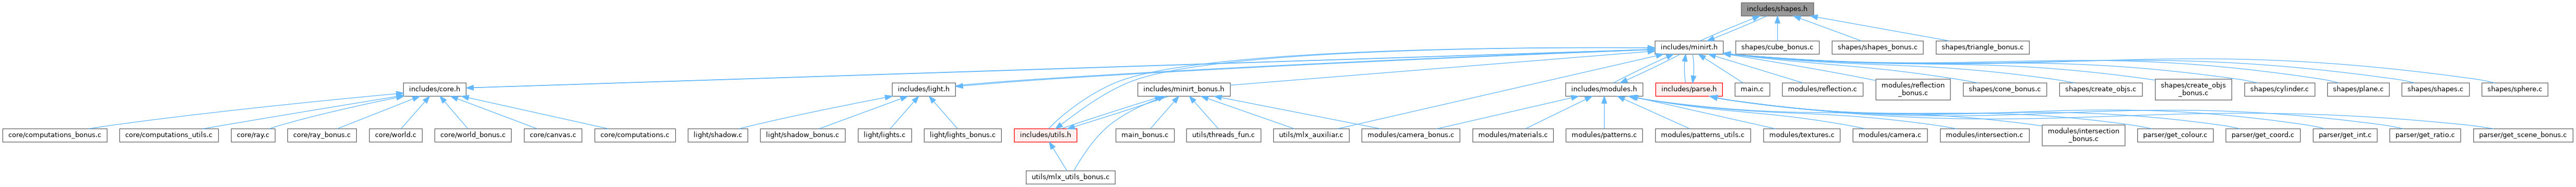 includes/shapes.h
includes/minirt.h
shapes/cube_bonus.c
shapes/shapes_bonus.c
shapes/triangle_bonus.c
includes/core.h
includes/light.h
includes/minirt_bonus.h
includes/modules.h
includes/parse.h
main.c
modules/reflection.c
modules/reflection
_bonus.c
shapes/cone_bonus.c
shapes/create_obj.c
shapes/create_objs
_bonus.c
shapes/cylinder.c
shapes/plane.c
shapes/shapes.c
shapes/sphere.c
core/computations_bonus.c
core/computations_utils.c
core/ray.c
core/ray_bonus.c
core/world.c
core/world_bonus.c
core/canvas.c
core/computations.c
light/shadow.c
light/shadow_bonus.c
light/lights.c
light/lights_bonus.c
includes/utils.h
main_bonus.c
utils/threads_fun.c
utils/mlx_auxiliar.c
modules/camera_bonus.c
modules/materials.c
modules/patterns.c
modules/patterns_utils.c
modules/textures.c
modules/camera.c
modules/intersection.c
modules/intersection
_bonus.c
parser/get_colour.c
parser/get_coord.c
parser/get_int.c
parser/get_ratio.c
parser/get_scene_bonus.c
utils/mlx_utils_bonus.c